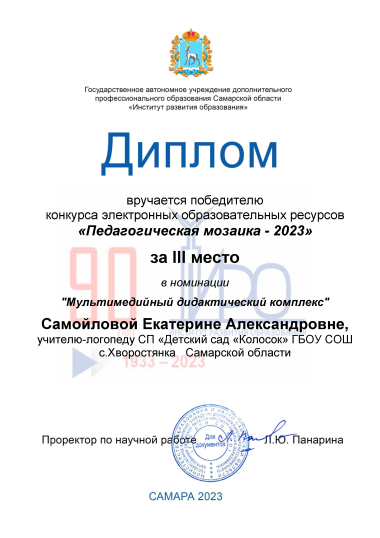 Государственное автономное учреждение дополнительного
профессионального образования Самарской области
«Институт развития образования»
Диплом
вручается победителю
конкурса электронных образовательных ресурсов
«Педагогическая мозаика - 2023»
за III место
в номинации
"Мультимедийный дидактический комплекс"
Самойловой Екатерине Александровне,
учителю-логопеду СП «Детский сад «Колосок» ГБОУ СОШ
с.Хворостянка Самарской области
90
ИРО
1933 – 2023
Проректор по научной работе
Для
документов
Л.Ю. Панарина
САМАРА 2023